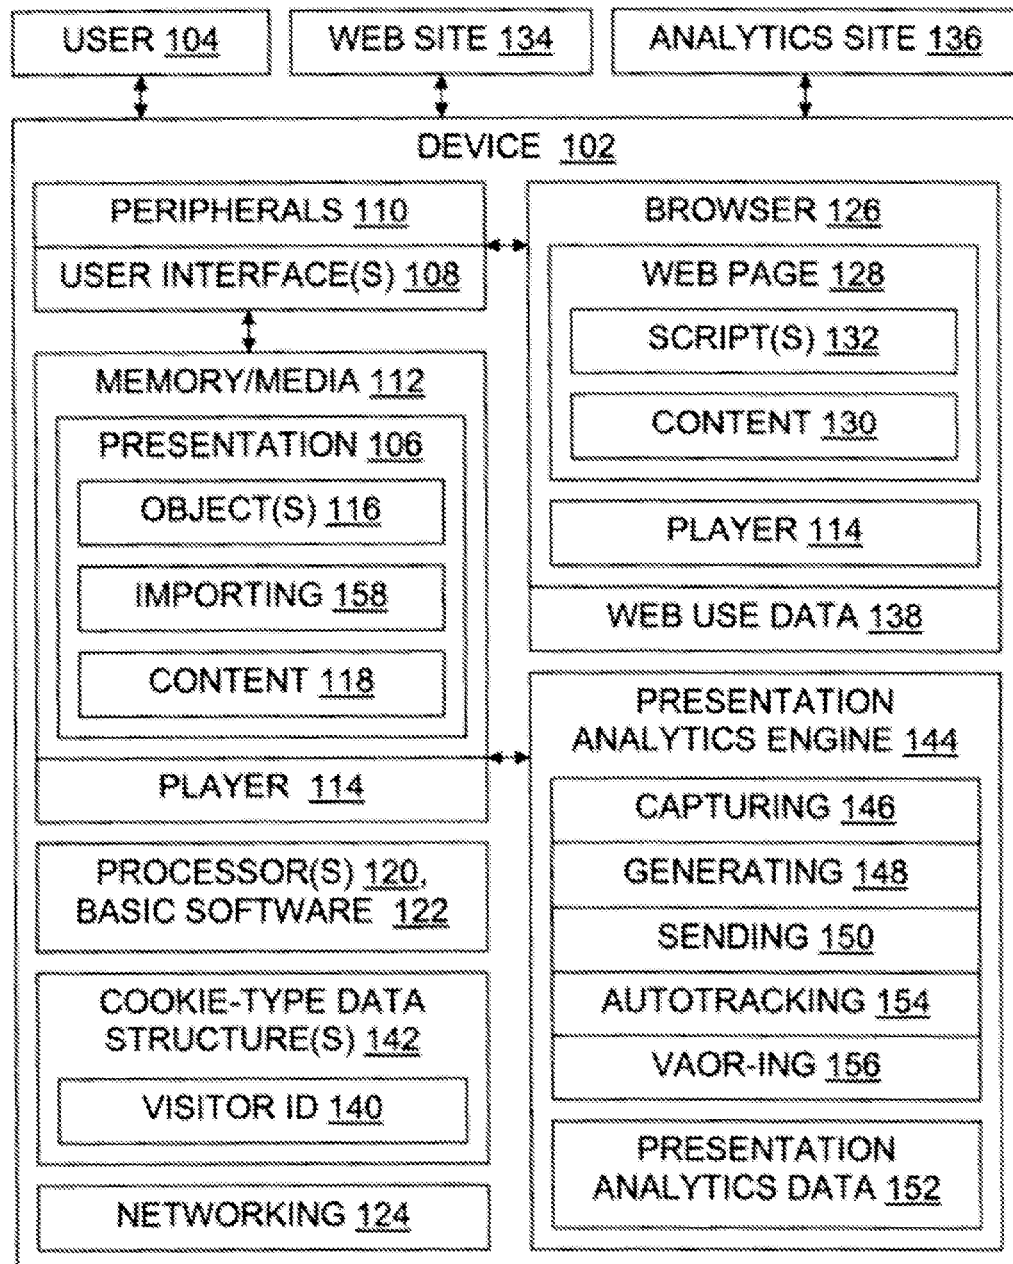 USER 104
WEB SITE 134
ANALYTICS SITE 136
DEVICE 102
PERIPHERALS 110
USER INTERFACE(S) 108
MEMORY/MEDIA 112
PRESENTATION 106
OBJECT(S) 116
IMPORTING 158
CONTENT 118
PLAYER 114
PROCESSOR(S) 120,
BASIC SOFTWARE 122
COOKIE-TYPE DATA
STRUCTURE(S) 142
VISITOR ID 140
NETWORKING 124
BROWSER 126
WEB PAGE 128
SCRIPT(S) 132
CONTENT 130
PLAYER 114
WEB USE DATA 138
PRESENTATION
ANALYTICS ENGINE 144
CAPTURING 146
GENERATING 148
SENDING 150
AUTOTRACKING 154
VAOR-ING 156
PRESENTATION
ANALYTICS DATA 152